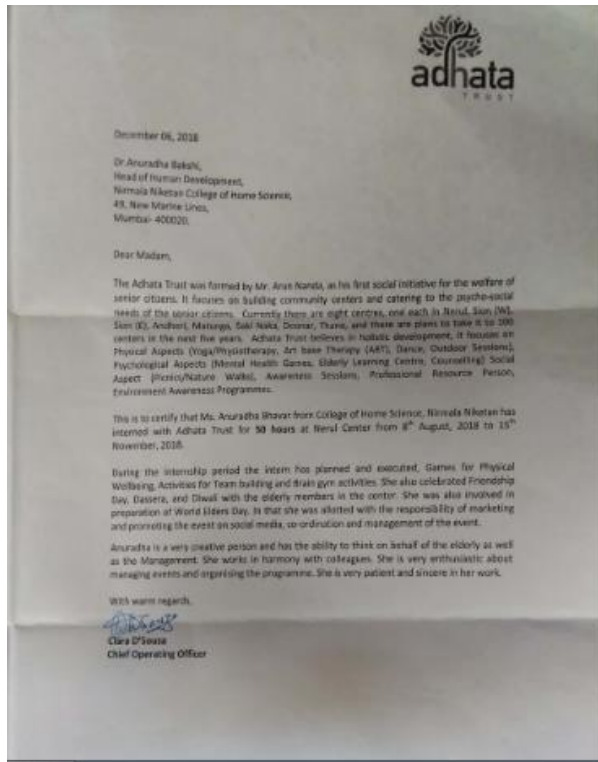 adhata
TRUST
December 06, 2018
Dr Anuradha Bakshi,
Head of Human Development,
Nirmala Niketan College of Home Science,
49, New Marine Lines,
Mumbai- 400020.
Dear Madam,
The Adhata Trust was formed by Mr. Arun Nanda, as his first social initiative for the welfare of
senior citizens. It focuses on building community centers and catering to the psycho-social
needs of the senior citizens. Currently there are eight centres, one each in Nerul, Sion (W),
Sion (E), Andheri, Matunga, Saki Naka, Deonar, Thane, and there are plans to take it to 100
centers in the next five years. Adhata Trust believes in holistic development, it focuses on
Physical Aspects (Yoga/Physiotherapy, Art base Therapy (ABT), Dance, Outdoor Sessions),
Psychological Aspects (Mental Health Games, Elderly Learning Centre, Counselling) Social
Aspect (Picnics/Nature Walks), Awareness Sessions, Professional Resource Person,
Environment Awareness Programmes.
This is to certify that Ms. Anuradha Bhavar from College of Home Science, Nirmala Niketan has
interned with Adhata Trust for 50 hours at Nerul Center from 8th August, 2018 to 15th
November, 2018.
During the internship period the intern has planned and executed, Games for Physical
Wellbeing, Activities for Team building and Brain gym activities. She also celebrated Friendship
Day, Dassera, and Diwali with the elderly members in the center. She was also involved in
preparation of World Elders Day. In that she was allotted with the responsibility of marketing
and promoting the event on social media, co-ordination and management of the event.
Anuradha is a very creative person and has the ability to think on behalf of the elderly as well
as the Management. She works in harmony with colleagues. She is very enthusiastic about
managing events and organising the programme. She is very patient and sincere in her work.
With warm regards,
Clara D'Souza
Chief Operating Officer